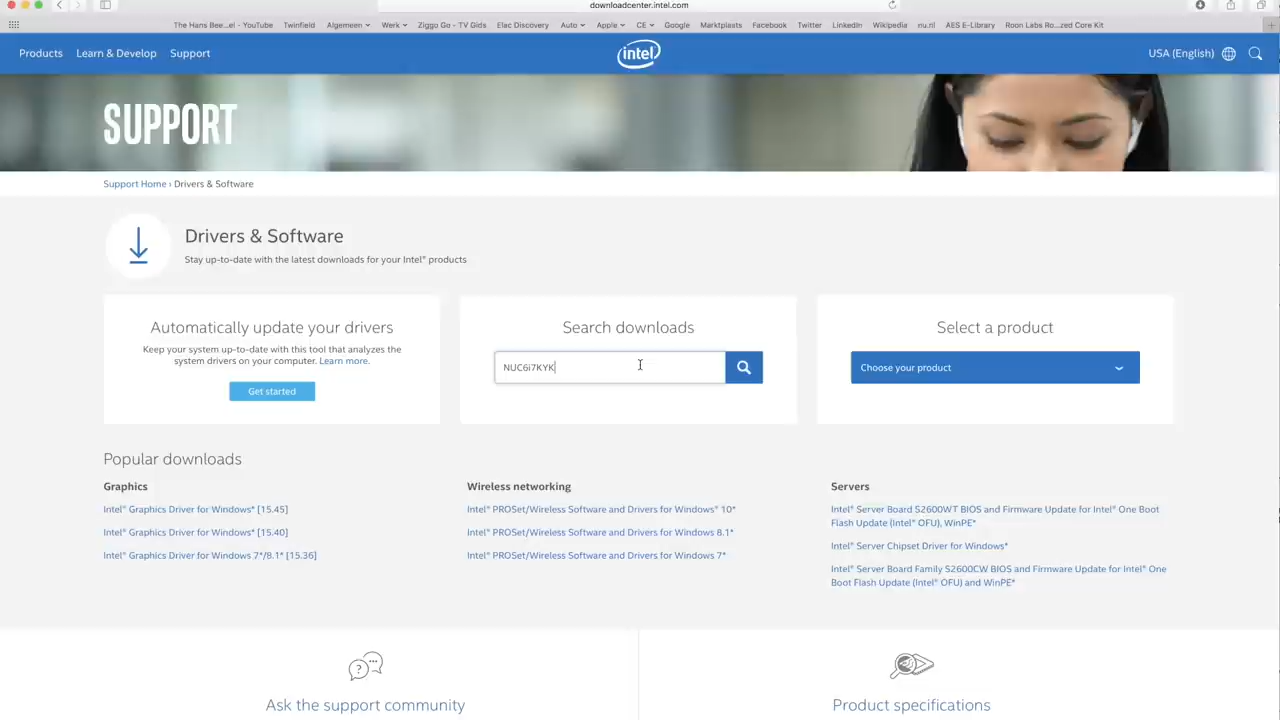 downloadcenter.intel.com
The Hans Bee...el - YouTube
Twinfield
Algemeen
Werk
Ziggo Go - TV Gids
Elac Discovery
Auto
Apple
CE
Google
Marktplaats
Facebook
Twitter
LinkedIn
Wikipedia
nu.nl
AES E-Library
Roon Labs Ro...zed Core Kit
Products
Learn & Develop
Support
intel
USA (English)
SUPPORT
Support Home › Drivers & Software
Drivers & Software
Stay up-to-date with the latest downloads for your Intel® products
Automatically update your drivers
Keep your system up-to-date with this tool that analyzes the
system drivers on your computer. Learn more.
Get started
Search downloads
NUC6i7KYK
Select a product
Choose your product
Popular downloads
Graphics
Intel® Graphics Driver for Windows* [15.45]
Intel® Graphics Driver for Windows* [15.40]
Intel® Graphics Driver for Windows 7*/8.1* [15.36]
Wireless networking
Intel® PROSet/Wireless Software and Drivers for Windows* 10*
Intel® PROSet/Wireless Software and Drivers for Windows 8.1*
Intel® PROSet/Wireless Software and Drivers for Windows 7*
Servers
Intel® Server Board S2600WT BIOS and Firmware Update for Intel® One
Boot Flash Update (Intel® OFU), WinPE*
Intel® Server Chipset Driver for Windows*
Intel® Server Board Family S2600CW BIOS and Firmware Update for Intel® One
Boot Flash Update (Intel® OFU) and WinPE*
Ask the support community
Product specifications